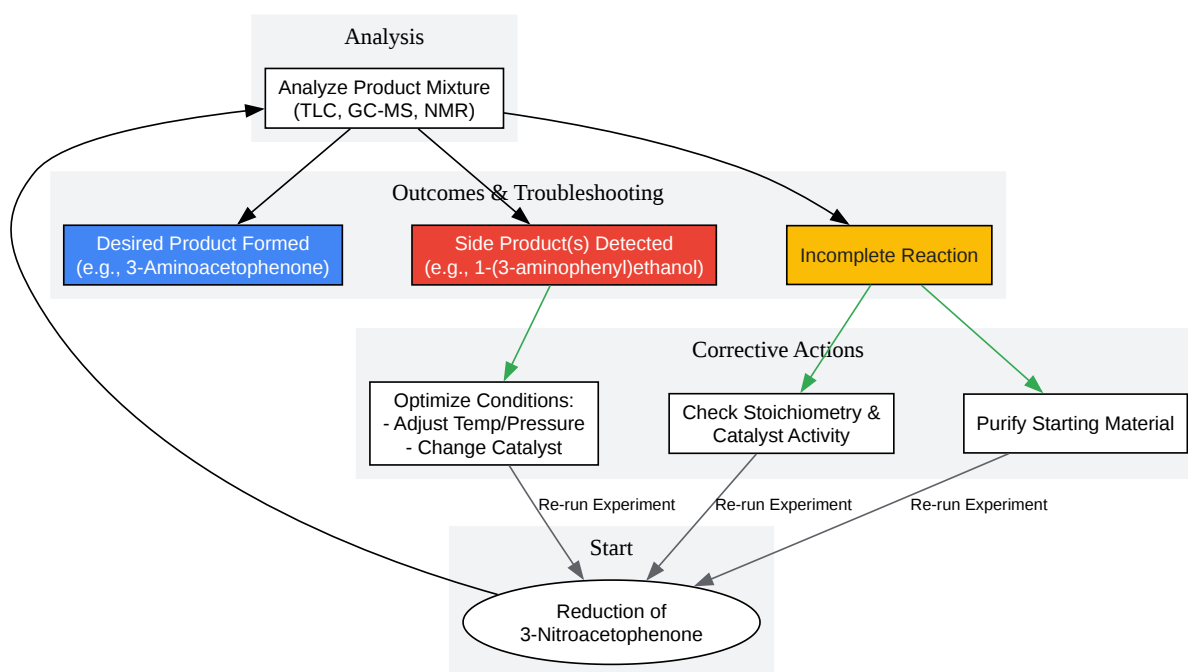 Analysis
Analyze Product Mixture
(TLC, GC-MS, NMR)
Outcomes & Troubleshooting
Desired Product Formed
(e.g., 3-Aminoacetophenone)
Side Product(s) Detected
(e.g., 1-(3-aminophenyl)ethanol)
Incomplete Reaction
Corrective Actions
Optimize Conditions:
- Adjust Temp/Pressure
- Change Catalyst
Check Stoichiometry &
Catalyst Activity
Purify Starting Material
Re-run Experiment
Re-run Experiment
Re-run Experiment
Start
Reduction of
3-Nitroacetophenone